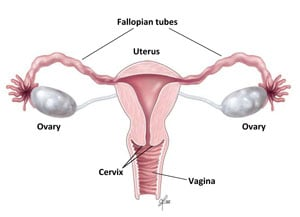 Fallopian tubes
Uterus
Ovary
Ovary
Cervix
Vagina